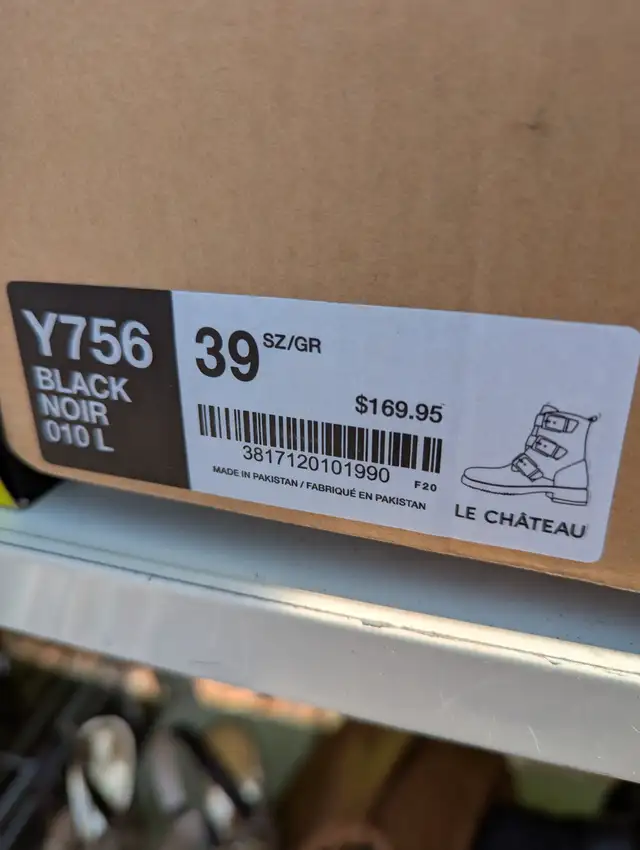 Y756
BLACK
NOIR
010 L
39 SZ/GR
$169.95
3817120101990
F20
MADE IN PAKISTAN / FABRIQUÉ EN PAKISTAN
LE CHÂTEAU